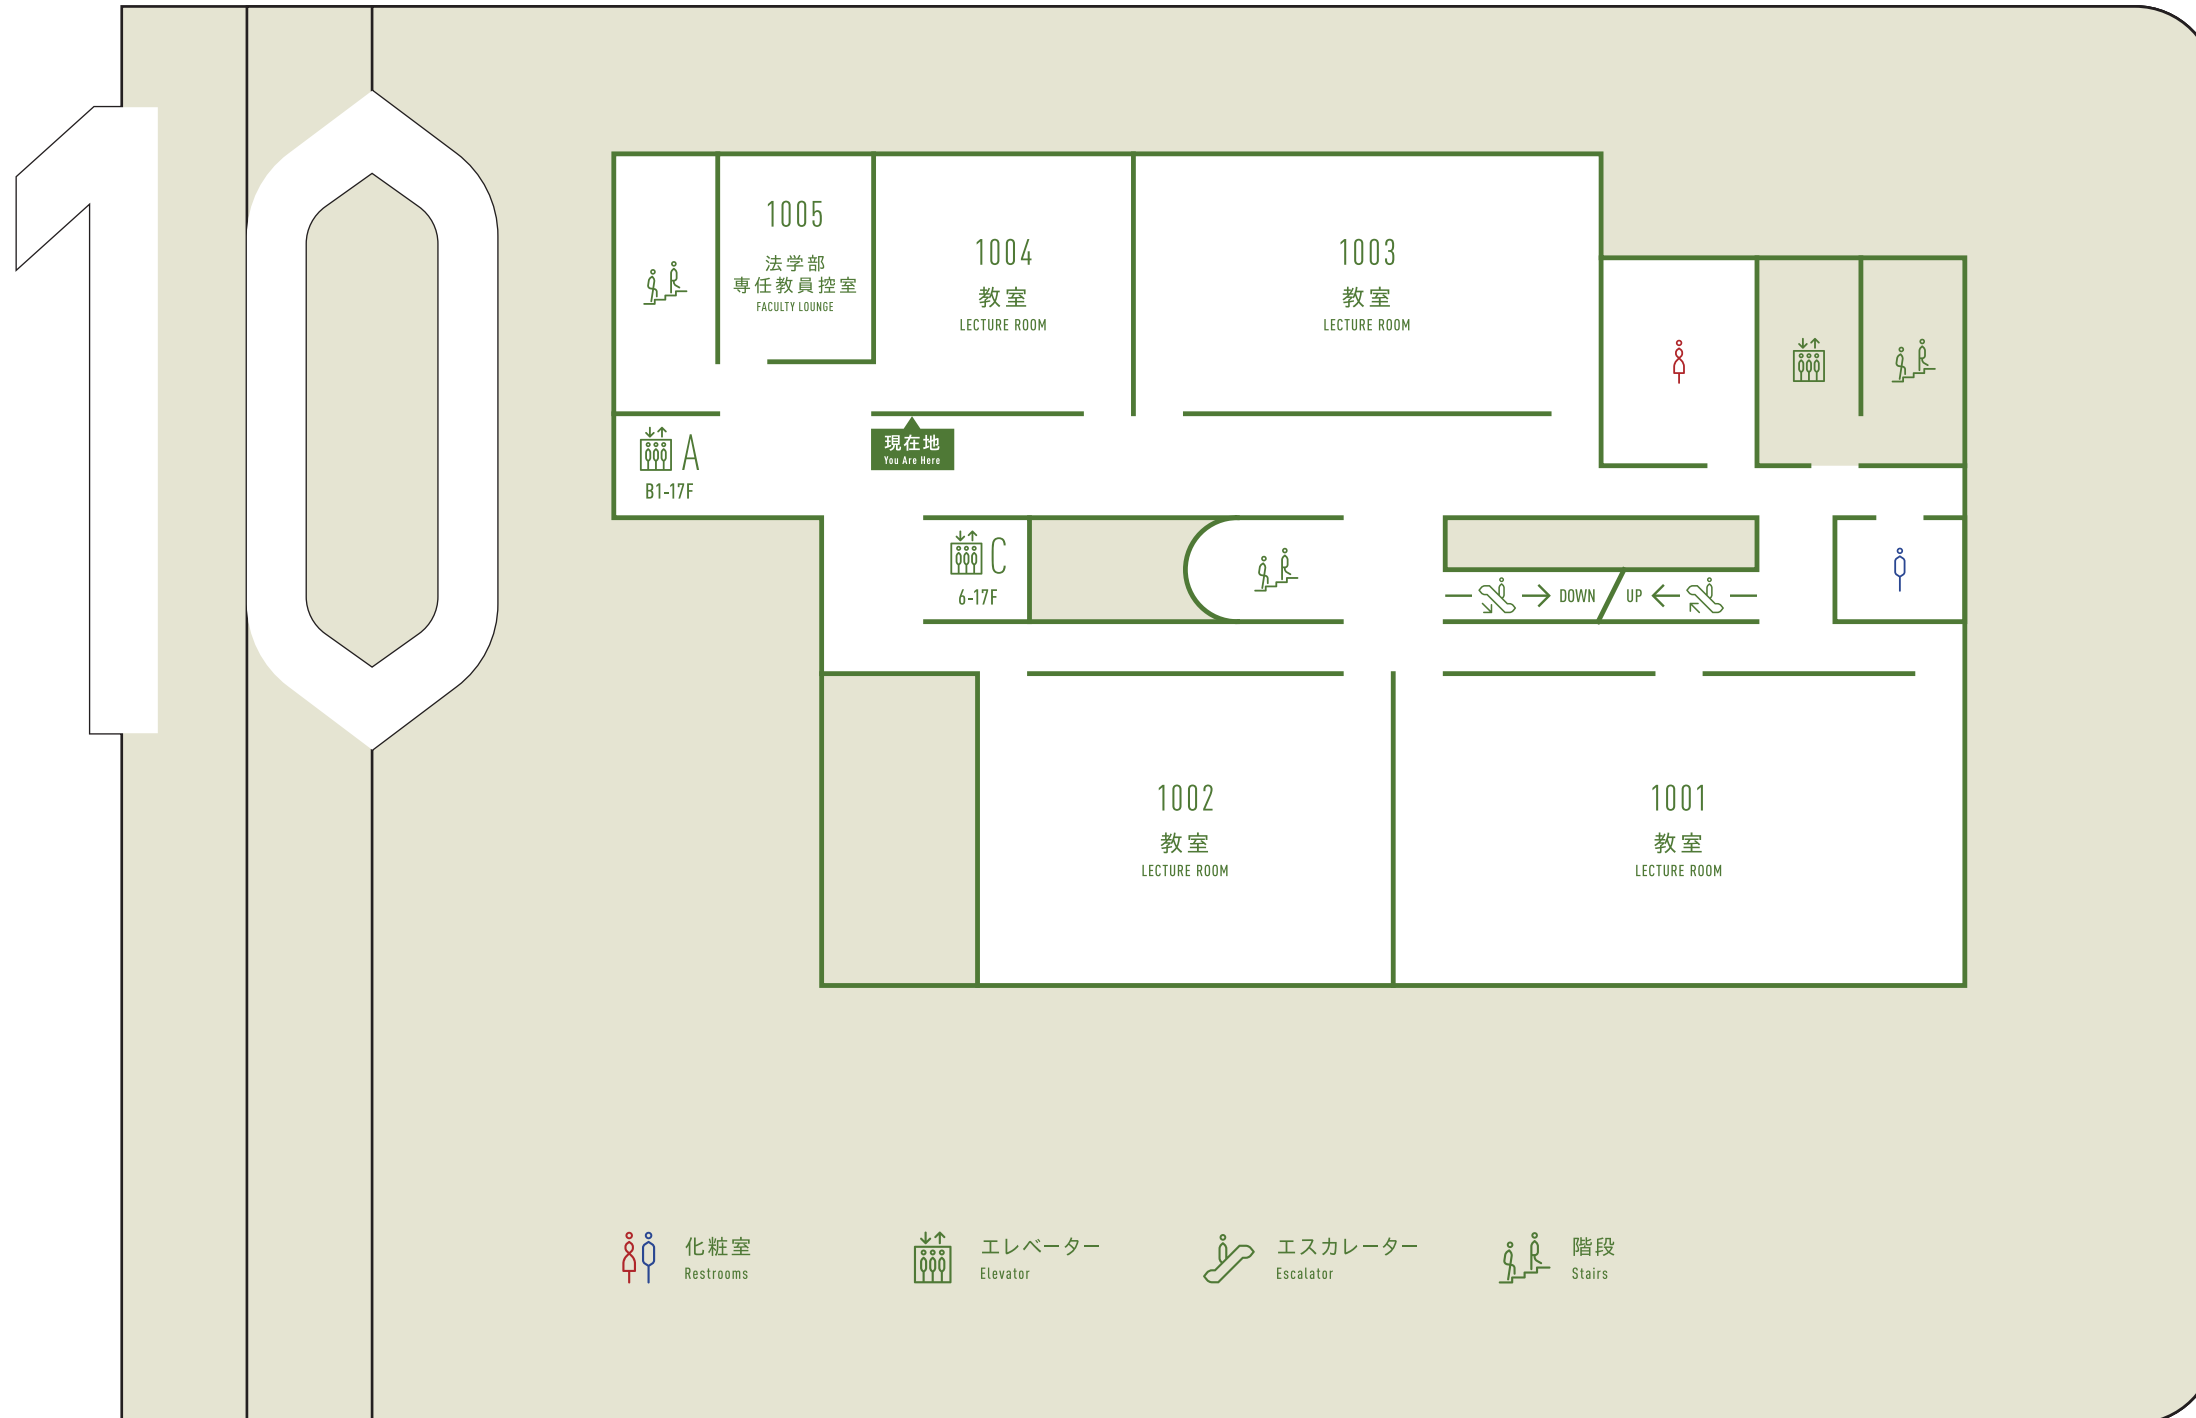 10
1005
法学部
専任教員控室
FACULTY LOUNGE
1004
教室
LECTURE ROOM
1003
教室
LECTURE ROOM
A
B1-17F
現在地
You Are Here
C
6-17F
DOWN
UP
1002
教室
LECTURE ROOM
1001
教室
LECTURE ROOM
化粧室
Restrooms
エレベーター
Elevator
エスカレーター
Escalator
階段
Stairs